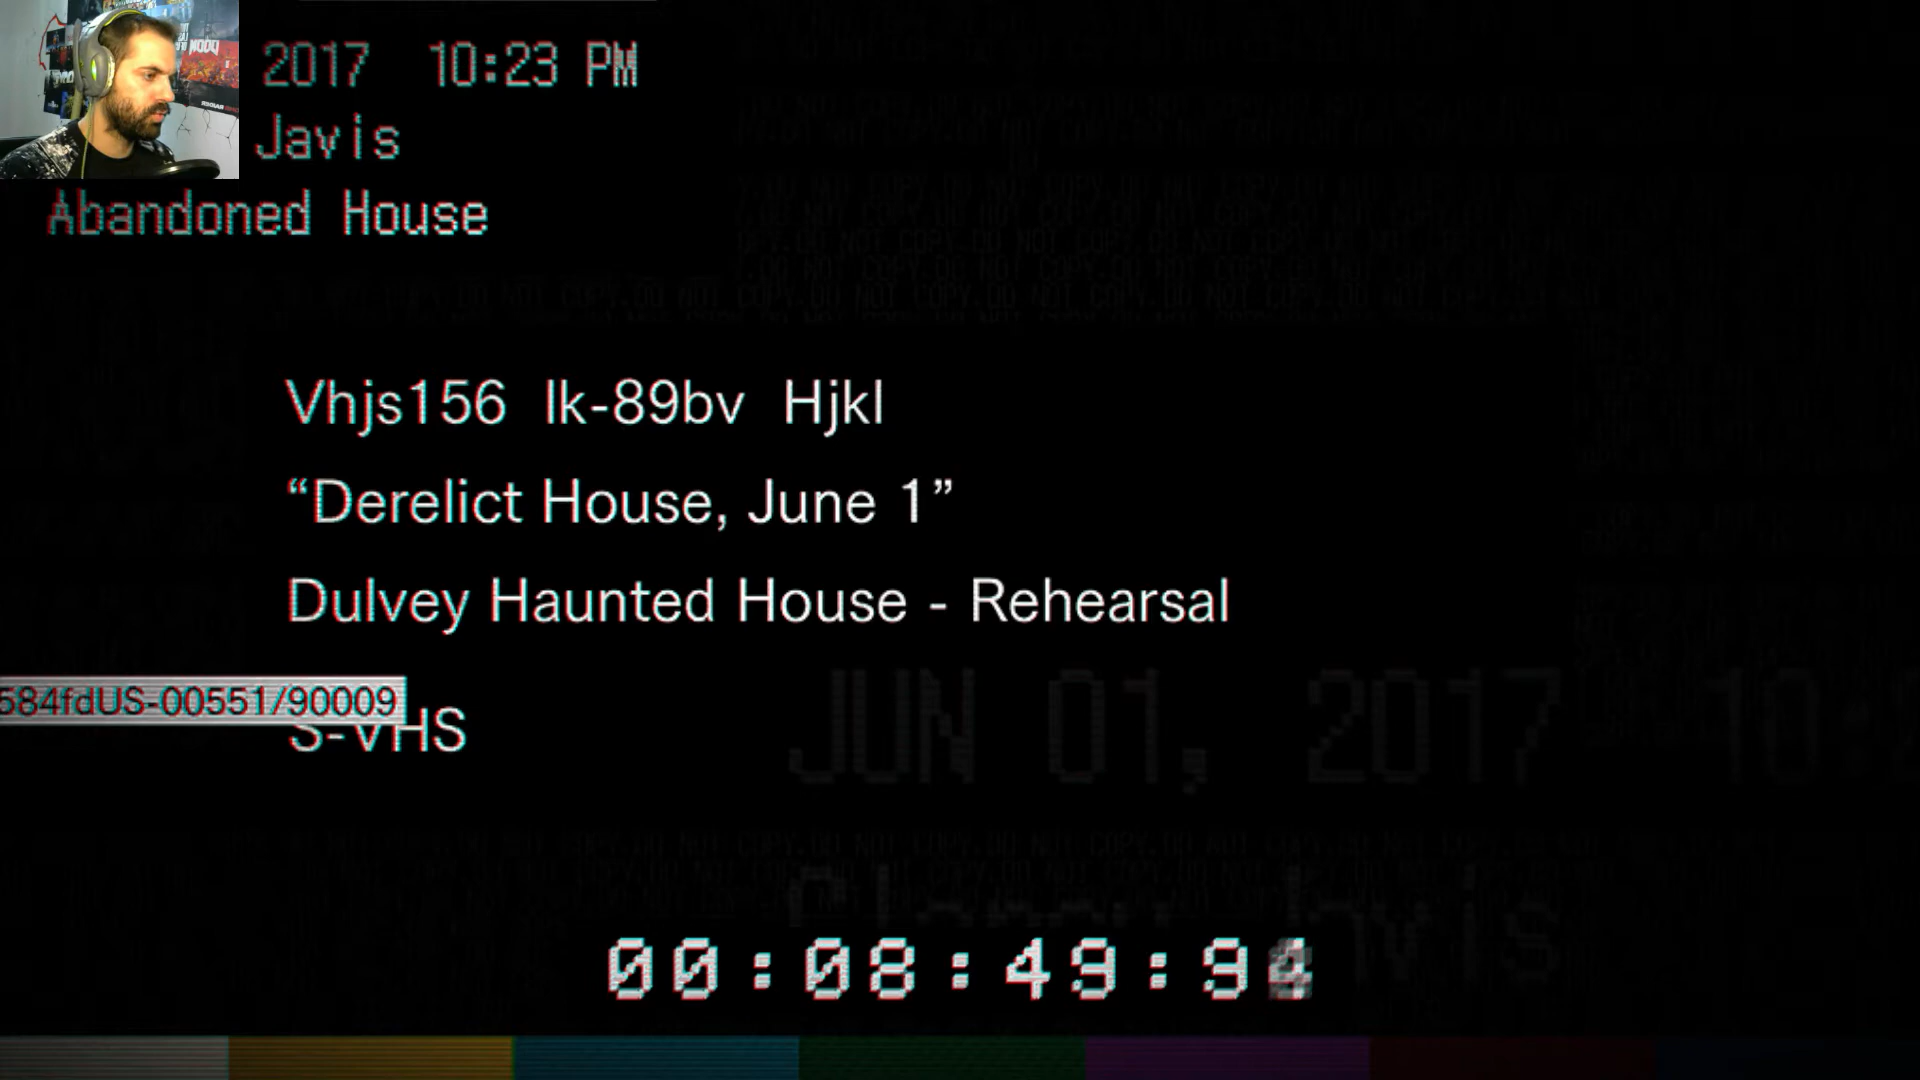 2017 10:23 PM
Javis
Abandoned House
Vhjs156 lk-89bv Hjkl
“Derelict House, June 1”
Dulvey Haunted House - Rehearsal
584fdUS-00551/90009
S-VHS
JUN 01, 2017 10:
00:08:49:94